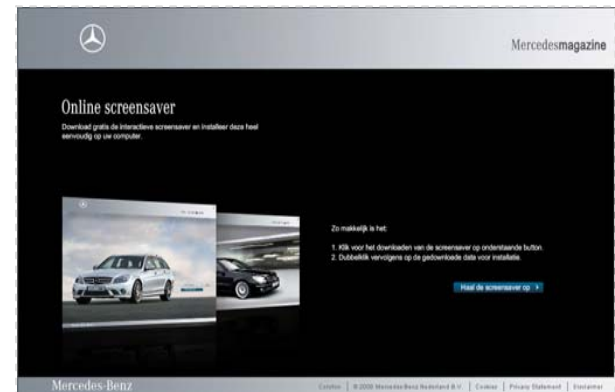 Mercedesmagazine
Online screensaver
Download gratis de interactieve screensaver en installeer deze heel
eenvoudig op uw computer.
Zo makkelijk is het:
1. Klik voor het downloaden van de screensaver op onderstaande button.
2. Dubbelklik vervolgens op de gedownloade data voor installatie.
Haal de screensaver op
Mercedes-Benz
Colofon | © 2008 Mercedes-Benz Nederland B.V. | Cookies | Privacy Statement | Disclaimer